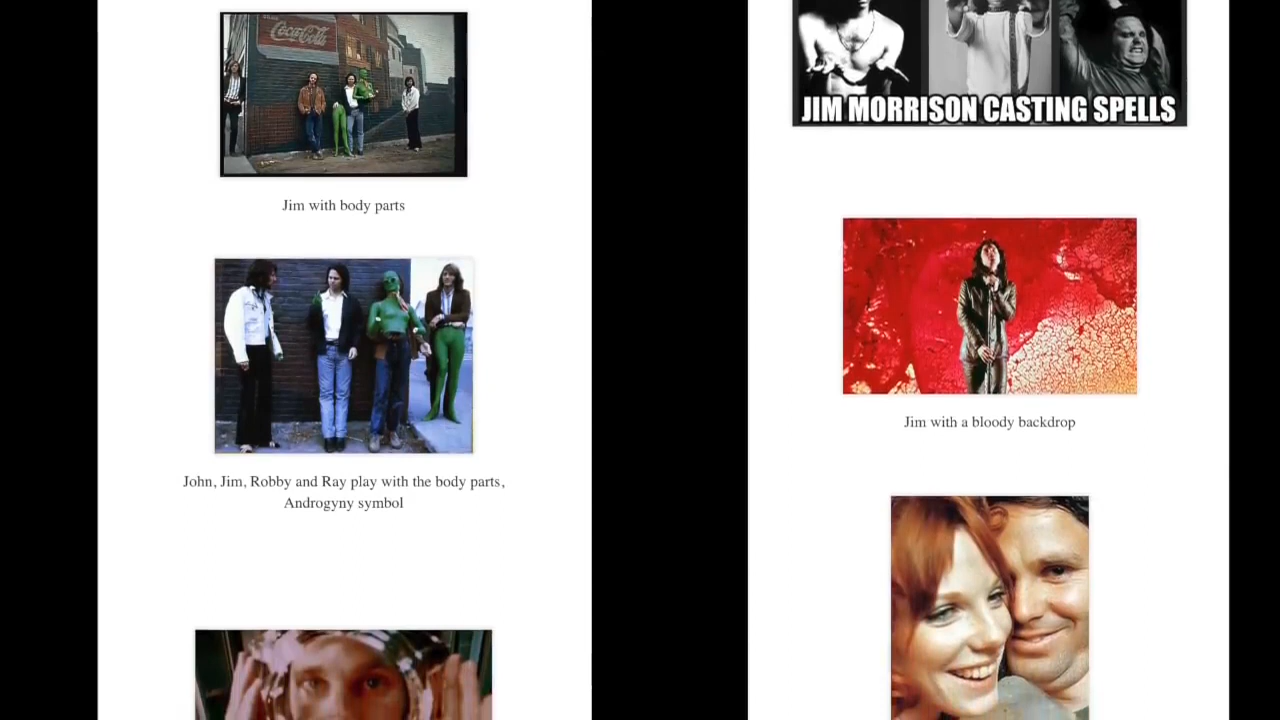 Coca-Cola
Jim with body parts
John, Jim, Robby and Ray play with the body parts,
Androgyny symbol
JIM MORRISON CASTING SPELLS
Jim with a bloody backdrop